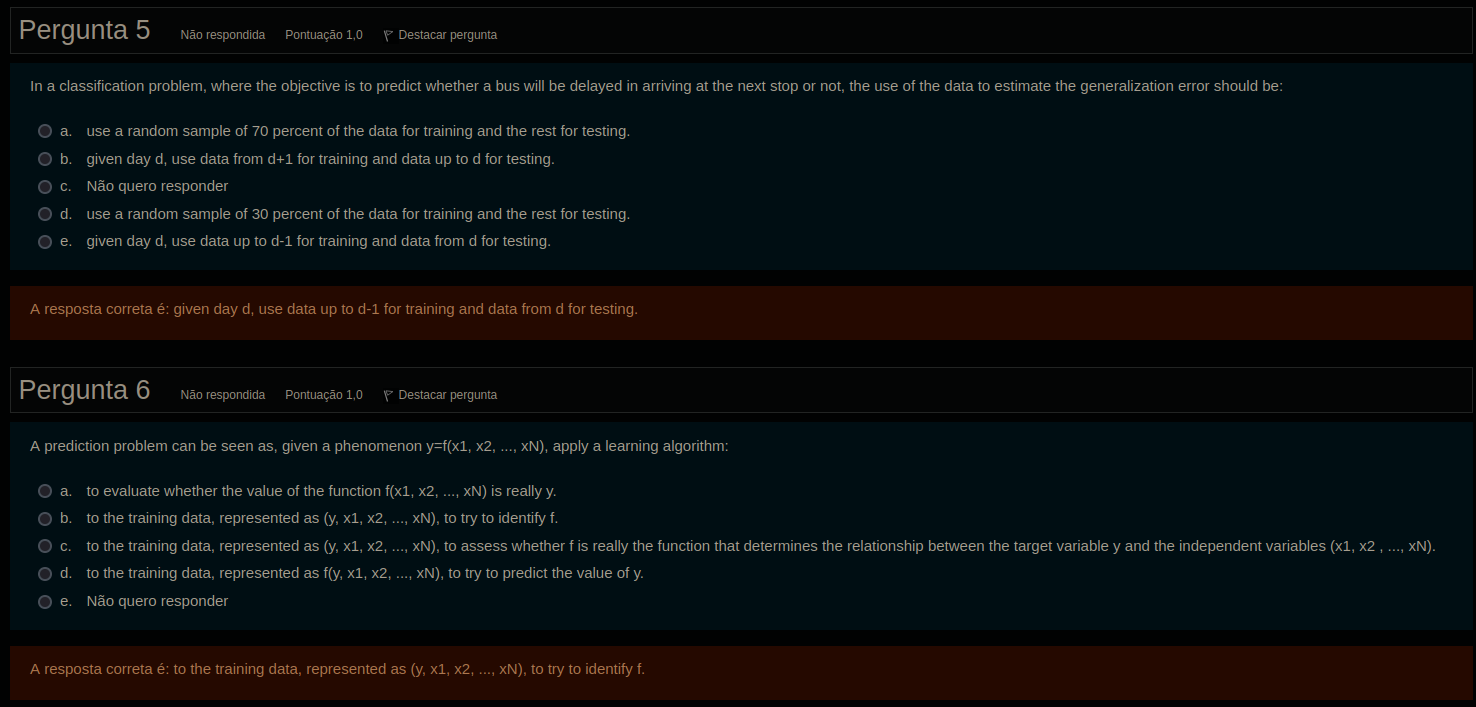 Pergunta 5 Não respondida Pontuação 1,0 Destacar pergunta
In a classification problem, where the objective is to predict whether a bus will be delayed in arriving at the next stop or not, the use of the data to estimate the generalization error should be:
a. use a random sample of 70 percent of the data for training and the rest for testing.
b. given day d, use data from d+1 for training and data up to d for testing.
c. Não quero responder
d. use a random sample of 30 percent of the data for training and the rest for testing.
e. given day d, use data up to d-1 for training and data from d for testing.
A resposta correta é: given day d, use data up to d-1 for training and data from d for testing.
Pergunta 6 Não respondida Pontuação 1,0 Destacar pergunta
A prediction problem can be seen as, given a phenomenon y=f(x1, x2, ..., xN), apply a learning algorithm:
a. to evaluate whether the value of the function f(x1, x2, ..., xN) is really y.
b. to the training data, represented as (y, x1, x2, ..., xN), to try to identify f.
c. to the training data, represented as (y, x1, x2, ..., xN), to assess whether f is really the function that determines the relationship between the target variable y and the independent variables (x1, x2 , ..., xN).
d. to the training data, represented as f(y, x1, x2, ..., xN), to try to predict the value of y.
e. Não quero responder
A resposta correta é: to the training data, represented as (y, x1, x2, ..., xN), to try to identify f.